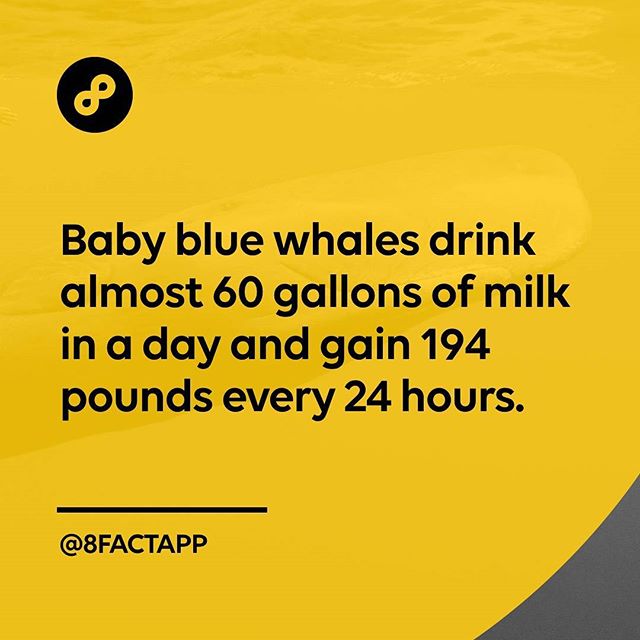 Baby blue whales drink
almost 60 gallons of milk
in a day and gain 194
pounds every 24 hours.
@8FACTAPP